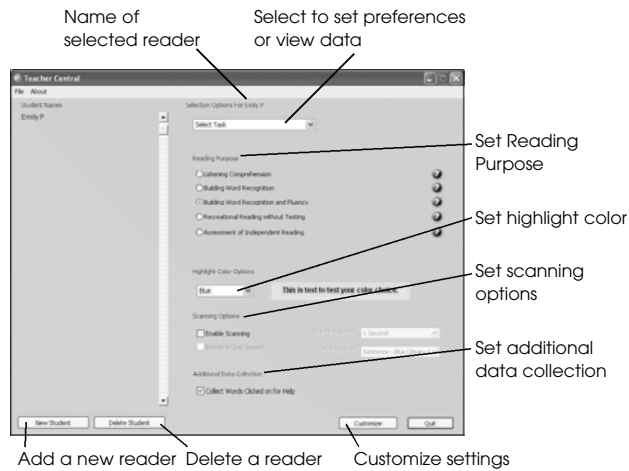 Name of
selected reader
Select to set preferences
or view data
Teacher Central
File About
Student Names
Emily P
Selection Options For Emily P
Select Task
Reading Purpose
Listening Comprehension
Building Word Recognition
Building Word Recognition and Fluency
Recreational Reading without Testing
Assessment of Independent Reading
Highlight Color Options
Blue
This is text to test your color choice.
Scanning Options
Enable Scanning
1 Second
Additional Data Collection
Collect Words Clicked on for Help
New Student
Delete Student
Customize
Quit
Set Reading
Purpose
Set highlight color
Set scanning
options
Set additional
data collection
Add a new reader
Delete a reader
Customize settings